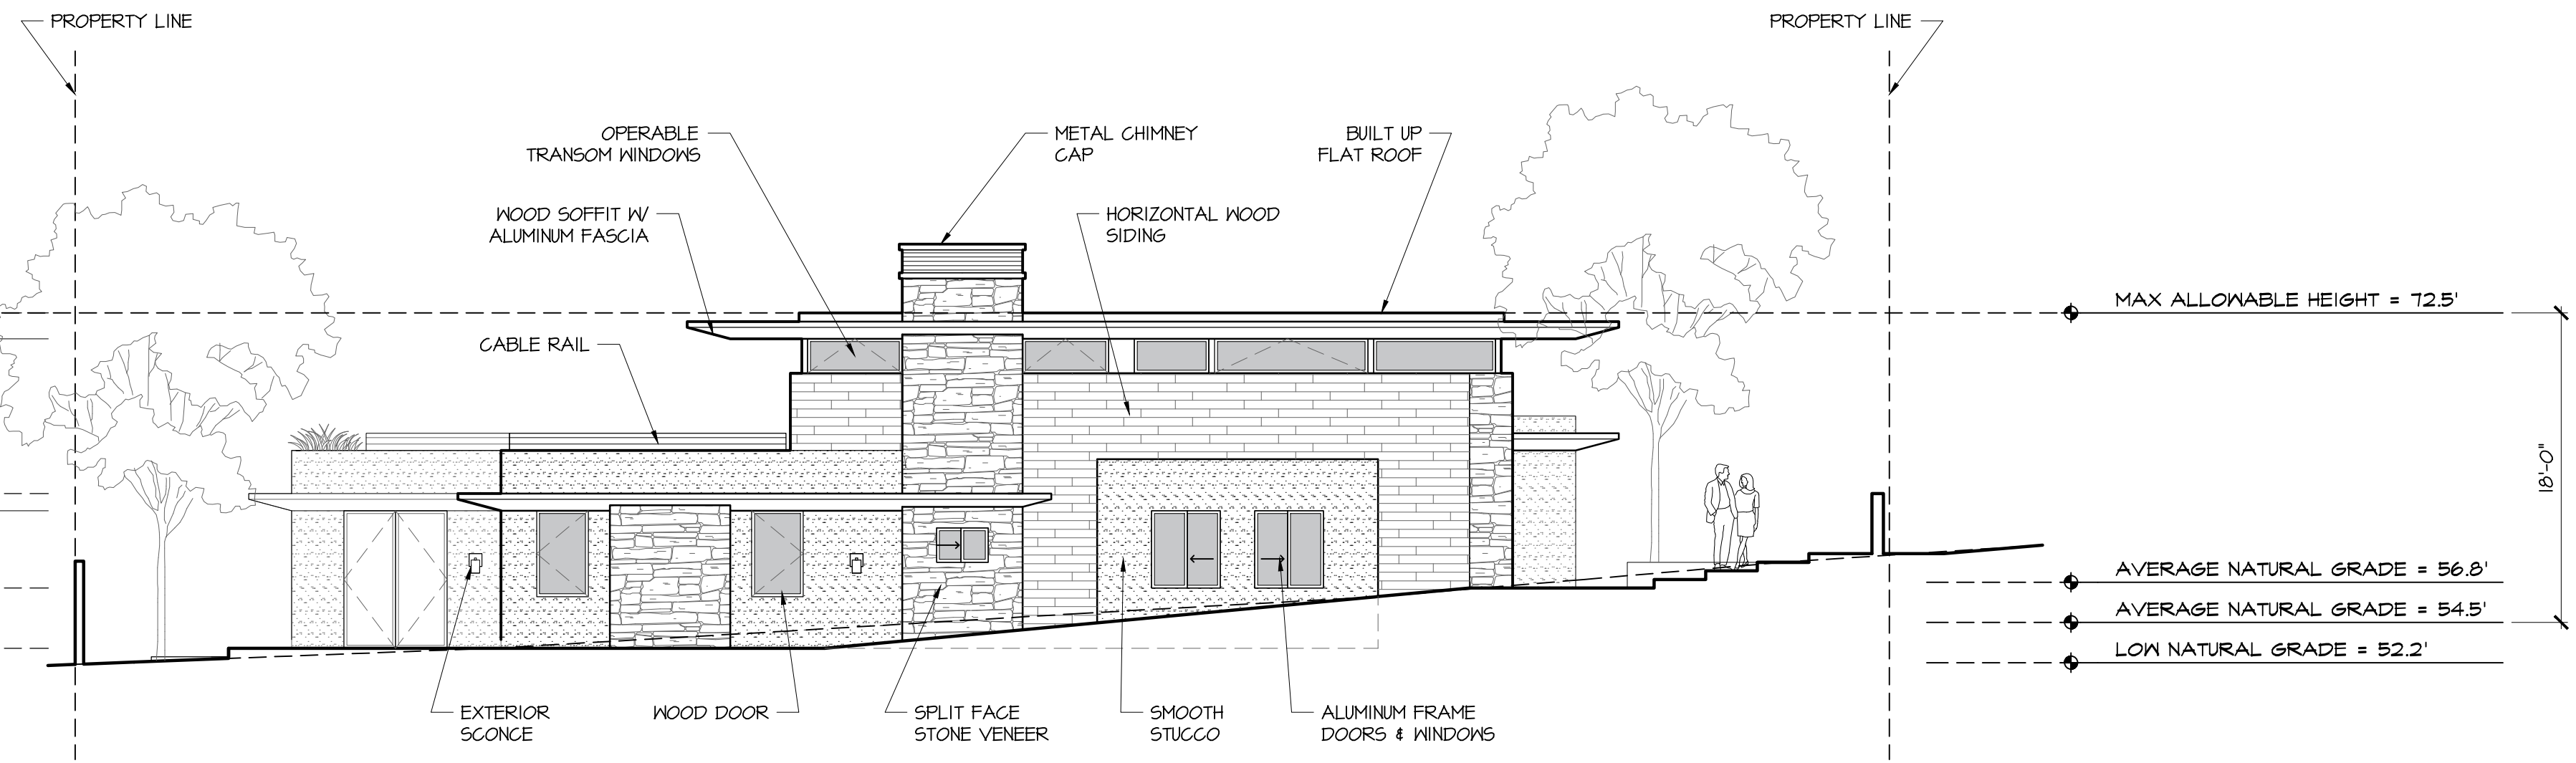 PROPERTY LINE
PROPERTY LINE
OPERABLE
TRANSOM WINDOWS
METAL CHIMNEY
CAP
BUILT UP
FLAT ROOF
WOOD SOFFIT W/
ALUMINUM FASCIA
HORIZONTAL WOOD
SIDING
MAX ALLOWABLE HEIGHT = 72.5'
CABLE RAIL
18'-0"
AVERAGE NATURAL GRADE = 56.8'
AVERAGE NATURAL GRADE = 54.5'
LOW NATURAL GRADE = 52.2'
EXTERIOR
SCONCE
WOOD DOOR
SPLIT FACE
STONE VENEER
SMOOTH
STUCCO
ALUMINUM FRAME
DOORS & WINDOWS